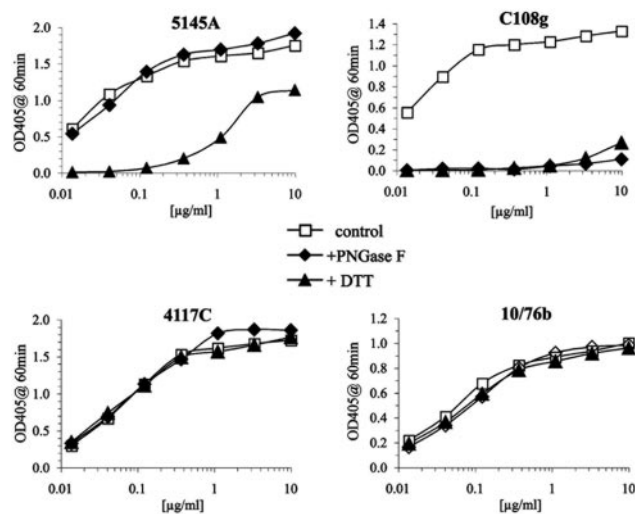 5145A
OD405@ 60min
2.0
1.5
1.0
0.5
0.0
0.01 0.1 1 10
[µg/ml]
C108g
OD405@ 60min
1.4
1.2
1.0
0.8
0.6
0.4
0.2
0.0
0.01 0.1 1 10
[µg/ml]
control
+PNGase F
+ DTT
4117C
OD405@ 60min
2.0
1.5
1.0
0.5
0.0
0.01 0.1 1 10
[µg/ml]
10/76b
OD405@ 60min
1.2
1.0
0.8
0.6
0.4
0.2
0.0
0.01 0.1 1 10
[µg/ml]